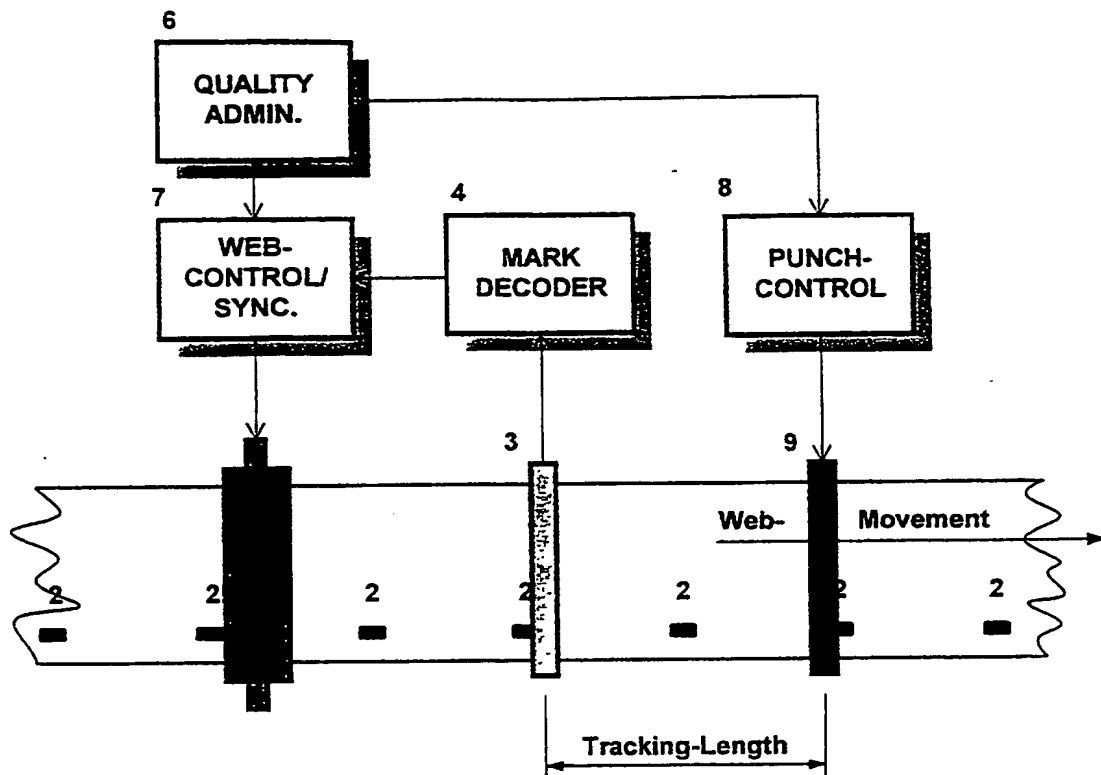 6
QUALITY
ADMIN.
7
4
8
WEB-
CONTROL/
SYNC.
MARK
DECODER
PUNCH-
CONTROL
3
9
Web- Movement
2 2 2 2 2 2 2
Tracking-Length